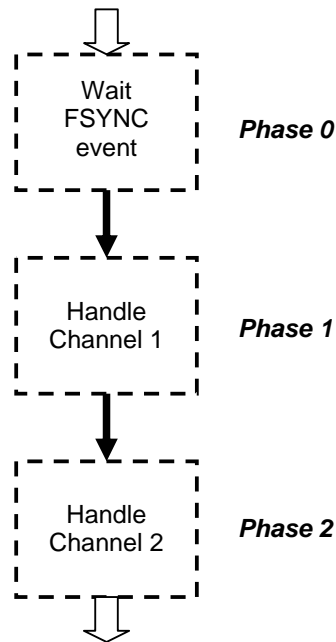 Wait
FSYNC
event
Phase 0
Handle
Channel 1
Phase 1
Handle
Channel 2
Phase 2